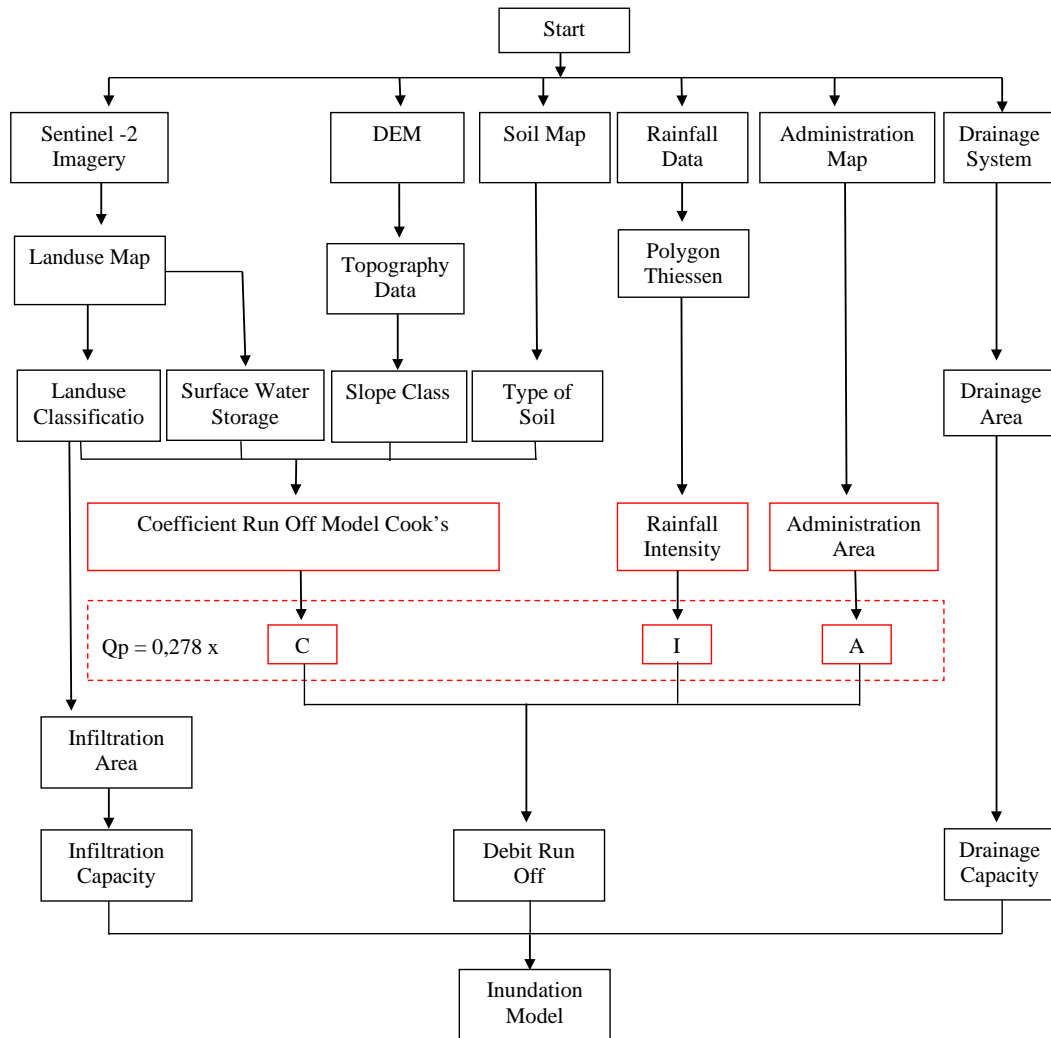 Start
Sentinel -2
Imagery
DEM
Soil Map
Rainfall
Data
Administration
Map
Drainage
System
Landuse Map
Topography
Data
Polygon
Thiessen
Landuse
Classificatio
Surface Water
Storage
Slope Class
Type of
Soil
Drainage
Area
Coefficient Run Off Model Cook's
Rainfall
Intensity
Administration
Area
Qp = 0,278 x
C
I
A
Infiltration
Area
Infiltration
Capacity
Debit Run
Off
Drainage
Capacity
Inundation
Model